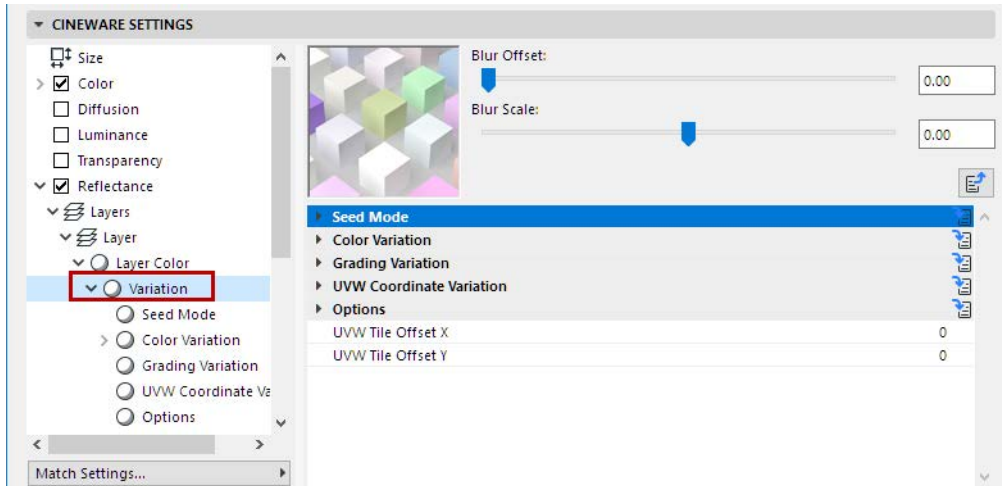 CINEWARE SETTINGS
Size
Color
Diffusion
Luminance
Transparency
Reflectance
Layers
Layer
Layer Color
Variation
Seed Mode
Color Variation
Grading Variation
UVW Coordinate Va
Options
Match Settings...
Blur Offset:
0.00
Blur Scale:
0.00
Seed Mode
Color Variation
Grading Variation
UVW Coordinate Variation
Options
UVW Tile Offset X 0
UVW Tile Offset Y 0